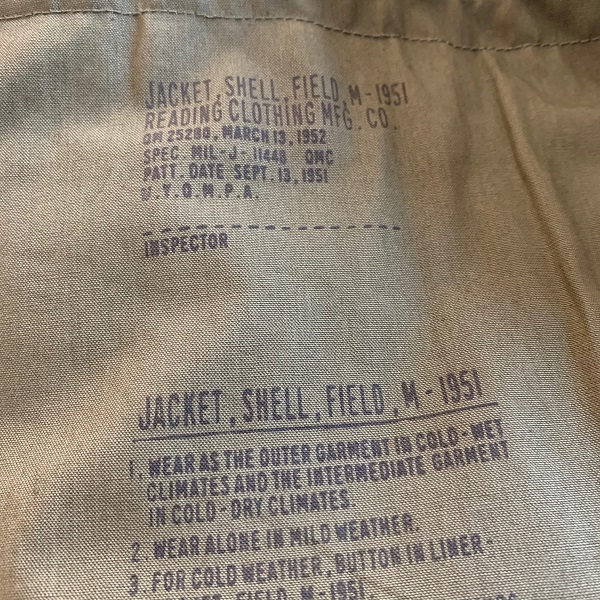 JACKET, SHELL, FIELD, M-1951
READING CLOTHING MFG. CO.
QM 25280, MARCH 13, 1952
SPEC. MIL-J-11448 QMC
PATT. DATE SEPT. 13, 1951
N.Y.Q.M.P.A.
INSPECTOR
JACKET, SHELL, FIELD, M-1951
1. WEAR AS THE OUTER GARMENT IN COLD-WET
CLIMATES AND THE INTERMEDIATE GARMENT
IN COLD-DRY CLIMATES.
2. WEAR ALONE IN MILD WEATHER.
3. FOR COLD WEATHER, BUTTON IN LINER-
FIELD, M-1951.